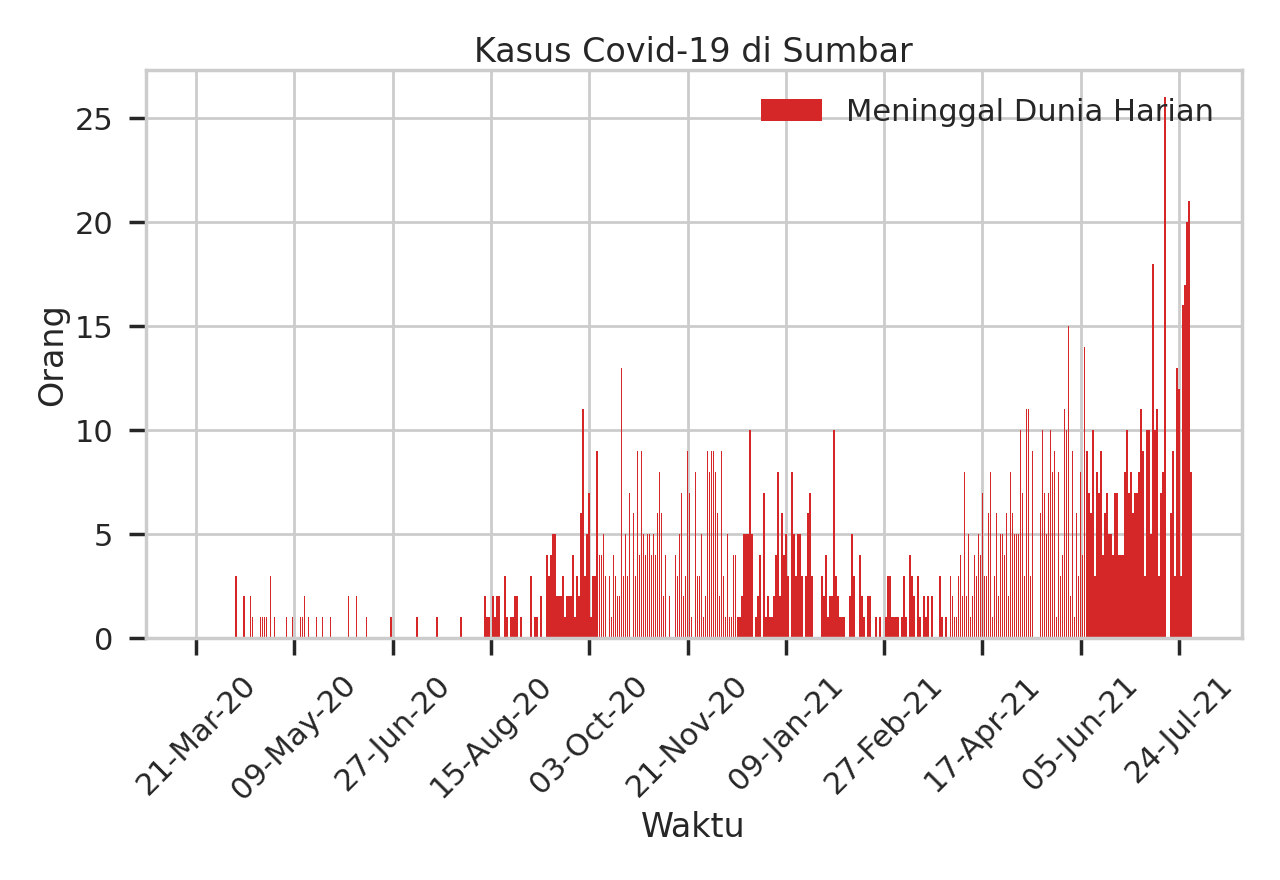 Kasus Covid-19 di Sumbar
Meninggal Dunia Harian
Orang
25
20
15
10
5
0
21-Mar-20
09-May-20
27-Jun-20
15-Aug-20
03-Oct-20
21-Nov-20
09-Jan-21
27-Feb-21
17-Apr-21
05-Jun-21
24-Jul-21
Waktu